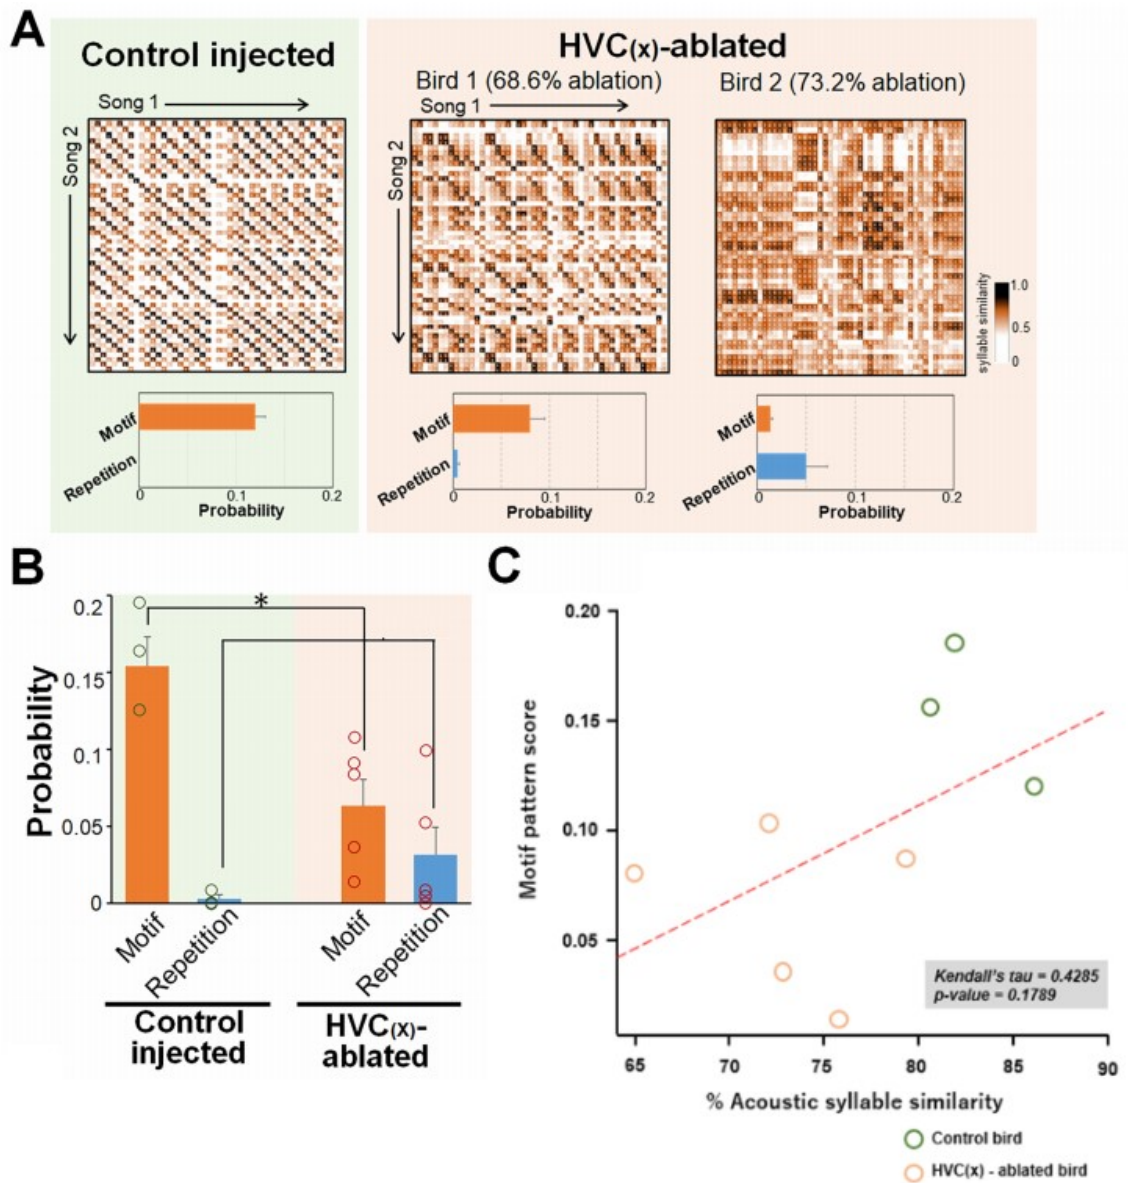 A
Control injected
HVC(x)-ablated
Bird 1 (68.6% ablation)
Bird 2 (73.2% ablation)
Song 1
Song 2
Song 1
Song 2
syllable similarity
1.0
0.5
0
Motif
Repetition
0 0.1 0.2
Probability
Motif
Repetition
0 0.1 0.2
Probability
Motif
Repetition
0 0.1 0.2
Probability
B
Probability
0.2
0.15
0.1
0.05
0
*
Motif
Repetition
Motif
Repetition
Control
injected
HVC(X)-
ablated
C
Motif pattern score
0.20
0.15
0.10
0.05
Kendall's tau = 0.4285
p-value = 0.1789
65 70 75 80 85 90
% Acoustic syllable similarity
Control bird
HVC(x) - ablated bird